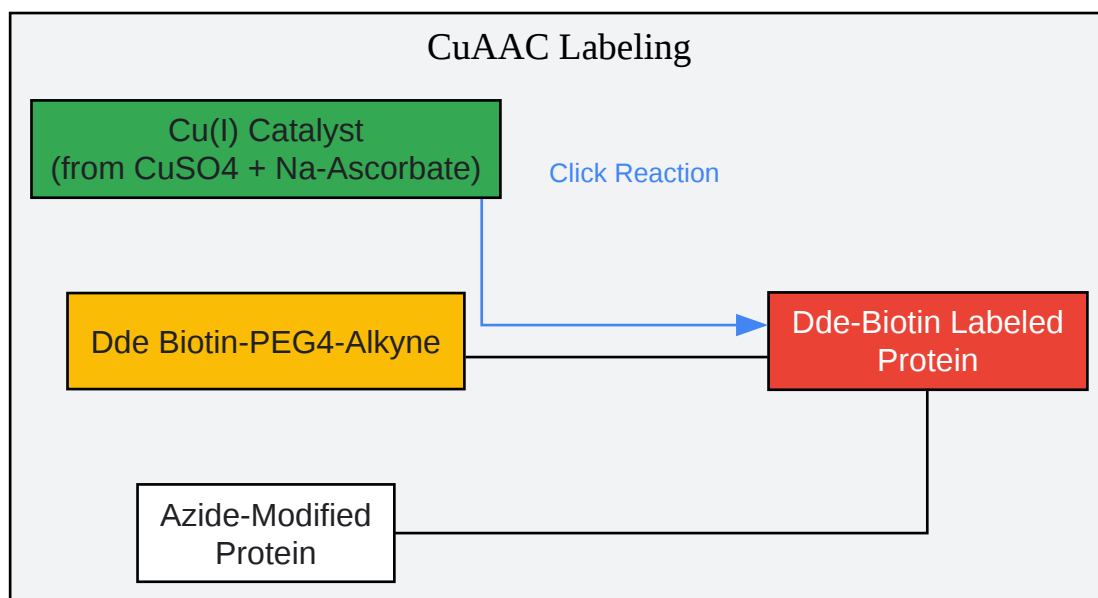 CuAAC Labeling
Cu(I) Catalyst
(from CuSO4 + Na-Ascorbate)
Click Reaction
Dde Biotin-PEG4-Alkyne
Dde-Biotin Labeled
Protein
Azide-Modified
Protein